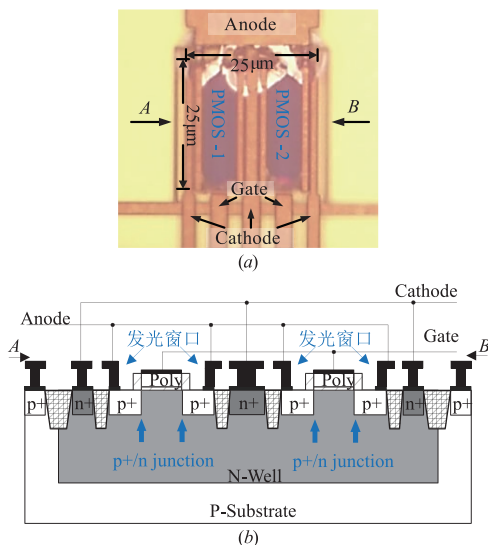 Anode
25μm
A
25μm
PMOS -1
PMOS -2
B
Gate
Cathode
(a)
Cathode
Anode
发光窗口
发光窗口
Gate
A
B
Poly
Poly
p+
n+
p+
p+
n+
p+
p+
n+
p+
p+/n junction
p+/n junction
N-Well
P-Substrate
(b)